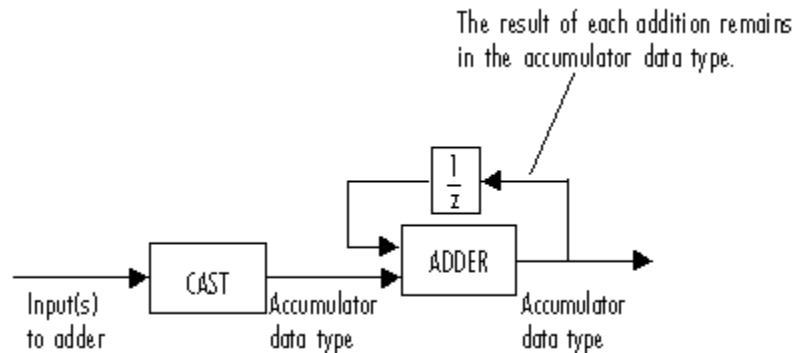 The result of each addition remains
in the accumulator data type.
1
z
ADDER
CAST
Input(s)
to adder
Accumulator
data type
Accumulator
data type